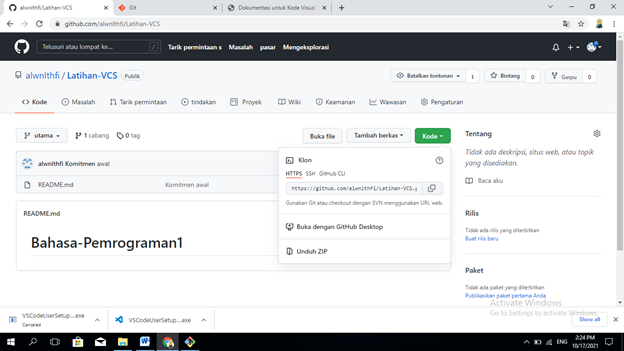 alwnlthfi/Latihan-VCS
Git
Dokumentasi untuk Kode Visual
github.com/alwnlthfi/Latihan-VCS
Telusuri atau lompat ke...
/
Tarik permintaan s
Masalah
pasar
Mengeksplorasi
alwnlthfi / Latihan-VCS
Publik
Batalkan tontonan
1
Bintang
0
Garpu
0
Kode
Masalah
Tarik permintaan
tindakan
Proyek
Wiki
Keamanan
Wawasan
Pengaturan
utama
1 cabang
0 tag
Buka file
Tambah berkas
Kode
alwnlthfi Komitmen awal
README.md
Komitmen awal
README.md
Bahasa-Pemrograman1
Klon
HTTPS
SSH
GitHub CLI
https://github.com/alwnlthfi/Latihan-VCS.g
Gunakan Git atau checkout dengan SVN menggunakan URL web.
Buka dengan GitHub Desktop
Unduh ZIP
Tentang
Tidak ada deskripsi, situs web, atau topik
yang disediakan.
Baca aku
Rilis
Tidak ada rilis yang diterbitkan
Buat rilis baru
Paket
Tidak ada paket yang diterbitkan
Publikasikan paket pertama Anda
Activate Windows
Go to Settings to activate Windows.
VSCodeUserSetup....exe
Canceled
VSCodeUserSetup....exe
Show all
ENG
2:24 PM
10/17/2021